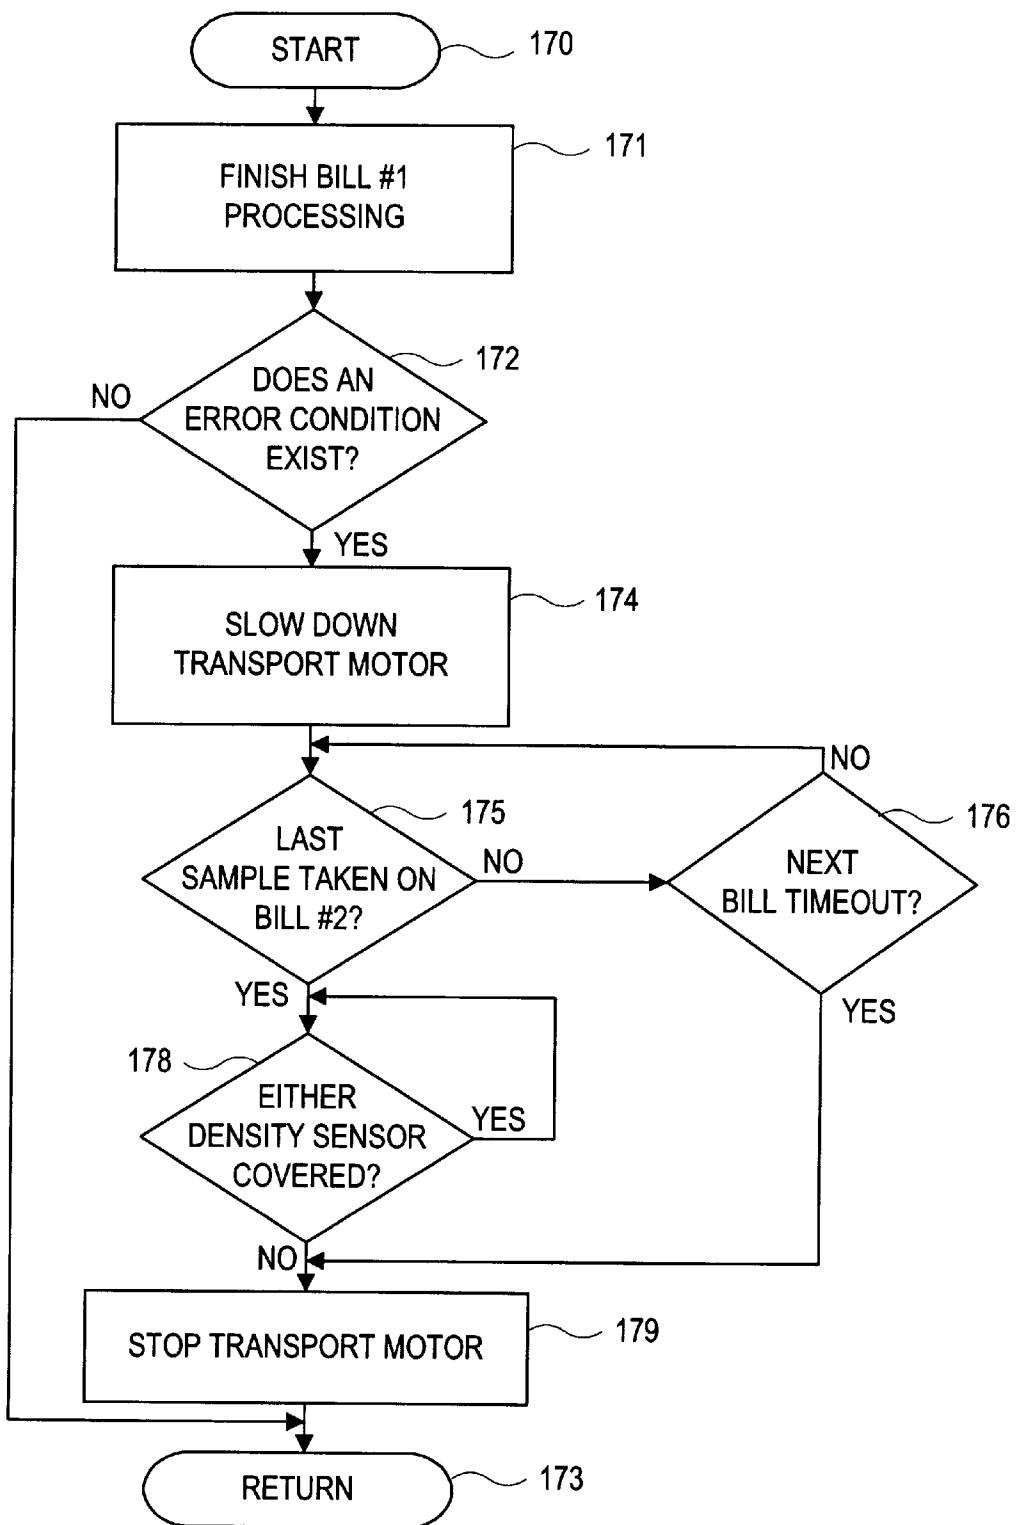 START
170
171
FINISH BILL #1
PROCESSING
172
DOES AN
ERROR CONDITION
EXIST?
NO
YES
174
SLOW DOWN
TRANSPORT MOTOR
NO
175
176
LAST
SAMPLE TAKEN ON
BILL #2?
NO
NEXT
BILL TIMEOUT?
YES
YES
178
EITHER
DENSITY SENSOR
COVERED?
YES
NO
STOP TRANSPORT MOTOR
179
RETURN
173